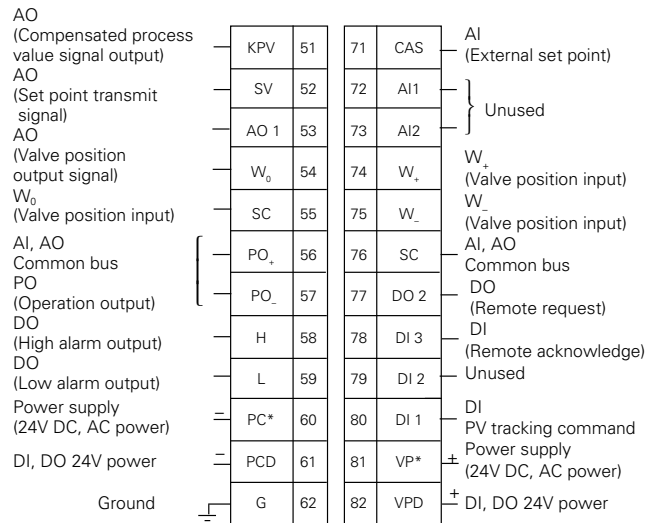 AO
(Compensated process
value signal output)
AO
(Set point transmit
signal)
AO
(Valve position
output signal)
W₀
(Valve position input)
AI, AO
Common bus
PO
(Operation output)
DO
(High alarm output)
DO
(Low alarm output)
Power supply
(24V DC, AC power)
DI, DO 24V power
Ground
– KPV 51
SV 52
AO 1 53
W₀ 54
SC 55
PO₊ 56
PO₋ 57
H 58
L 59
– PC* 60
– PCD 61
G 62
71 CAS
72 AI1
73 AI2
74 W₊
75 W₋
76 SC
77 DO 2
78 DI 3
79 DI 2
80 DI 1
81 VP* +
82 VPD +
AI
(External set point)
Unused
W₊
(Valve position input)
W₋
(Valve position input)
AI, AO
Common bus
DO
(Remote request)
DI
(Remote acknowledge)
Unused
DI
PV tracking command
Power supply
(24V DC, AC power)
DI, DO 24V power